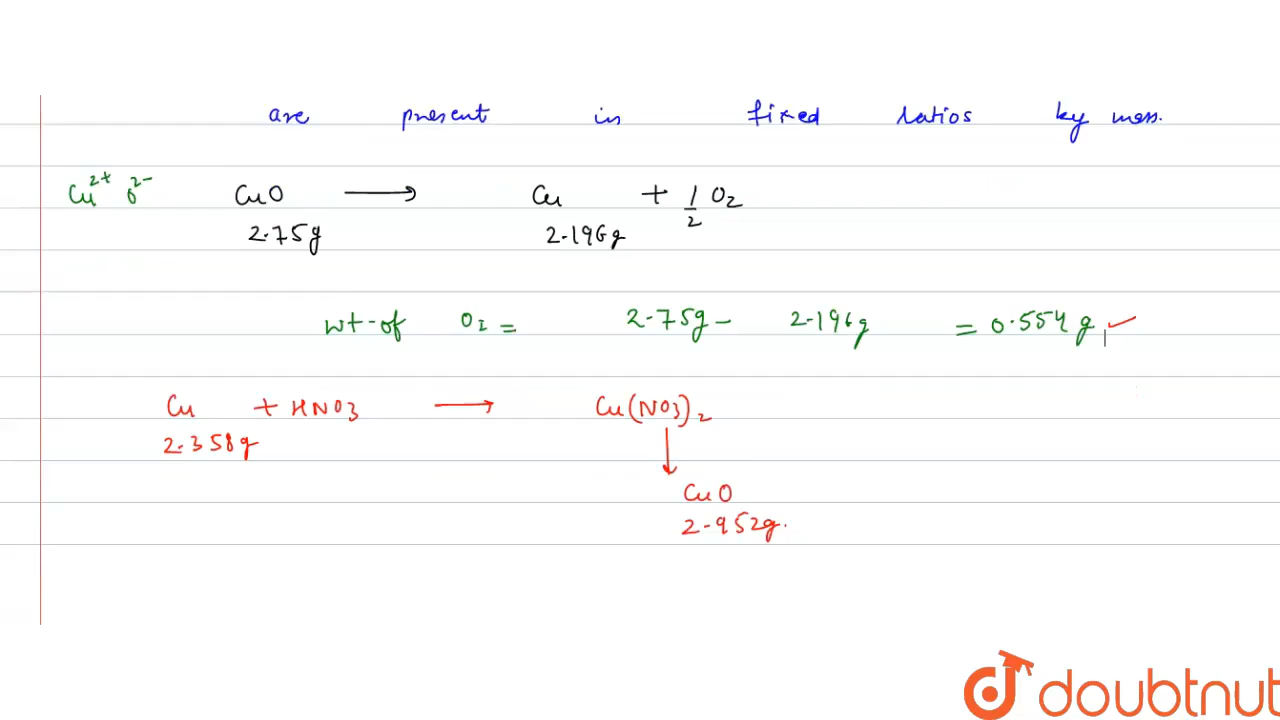 are present in fixed ratios by mass.
Cu²⁺ O²⁻ CuO ⟶ Cu + 1/2 O₂
2.75g 2.196g
wt-of O₂ = 2.75g - 2.196g = 0.554 g,
Cu + HNO₃ ⟶ Cu(NO₃)₂
2.358g
CuO
2.952g.
doubtnut